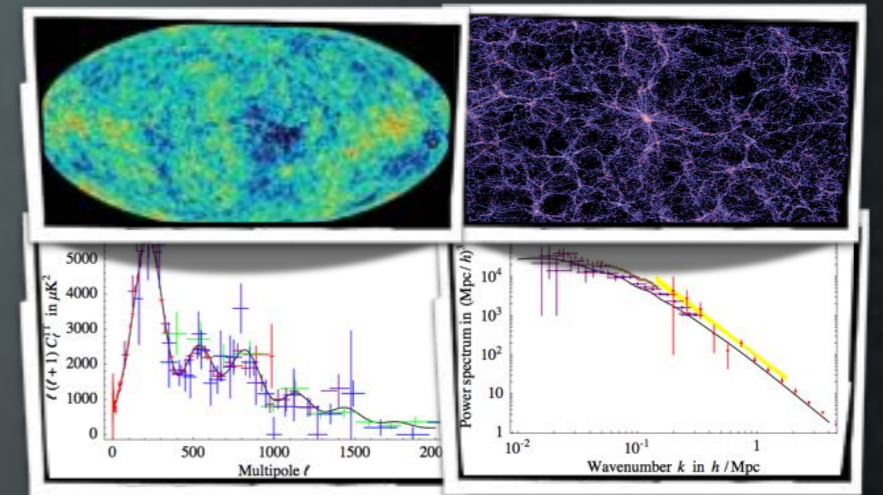 5000
4000
3000
2000
1000
0
ℓ (ℓ + 1) C_ℓ^TT in μK²
0 500 1000 1500 200
Multipole ℓ
10⁴
10³
10²
10
1
Power spectrum in (Mpc/h)³
10⁻² 10⁻¹ 1
Wavenumber k in h/Mpc